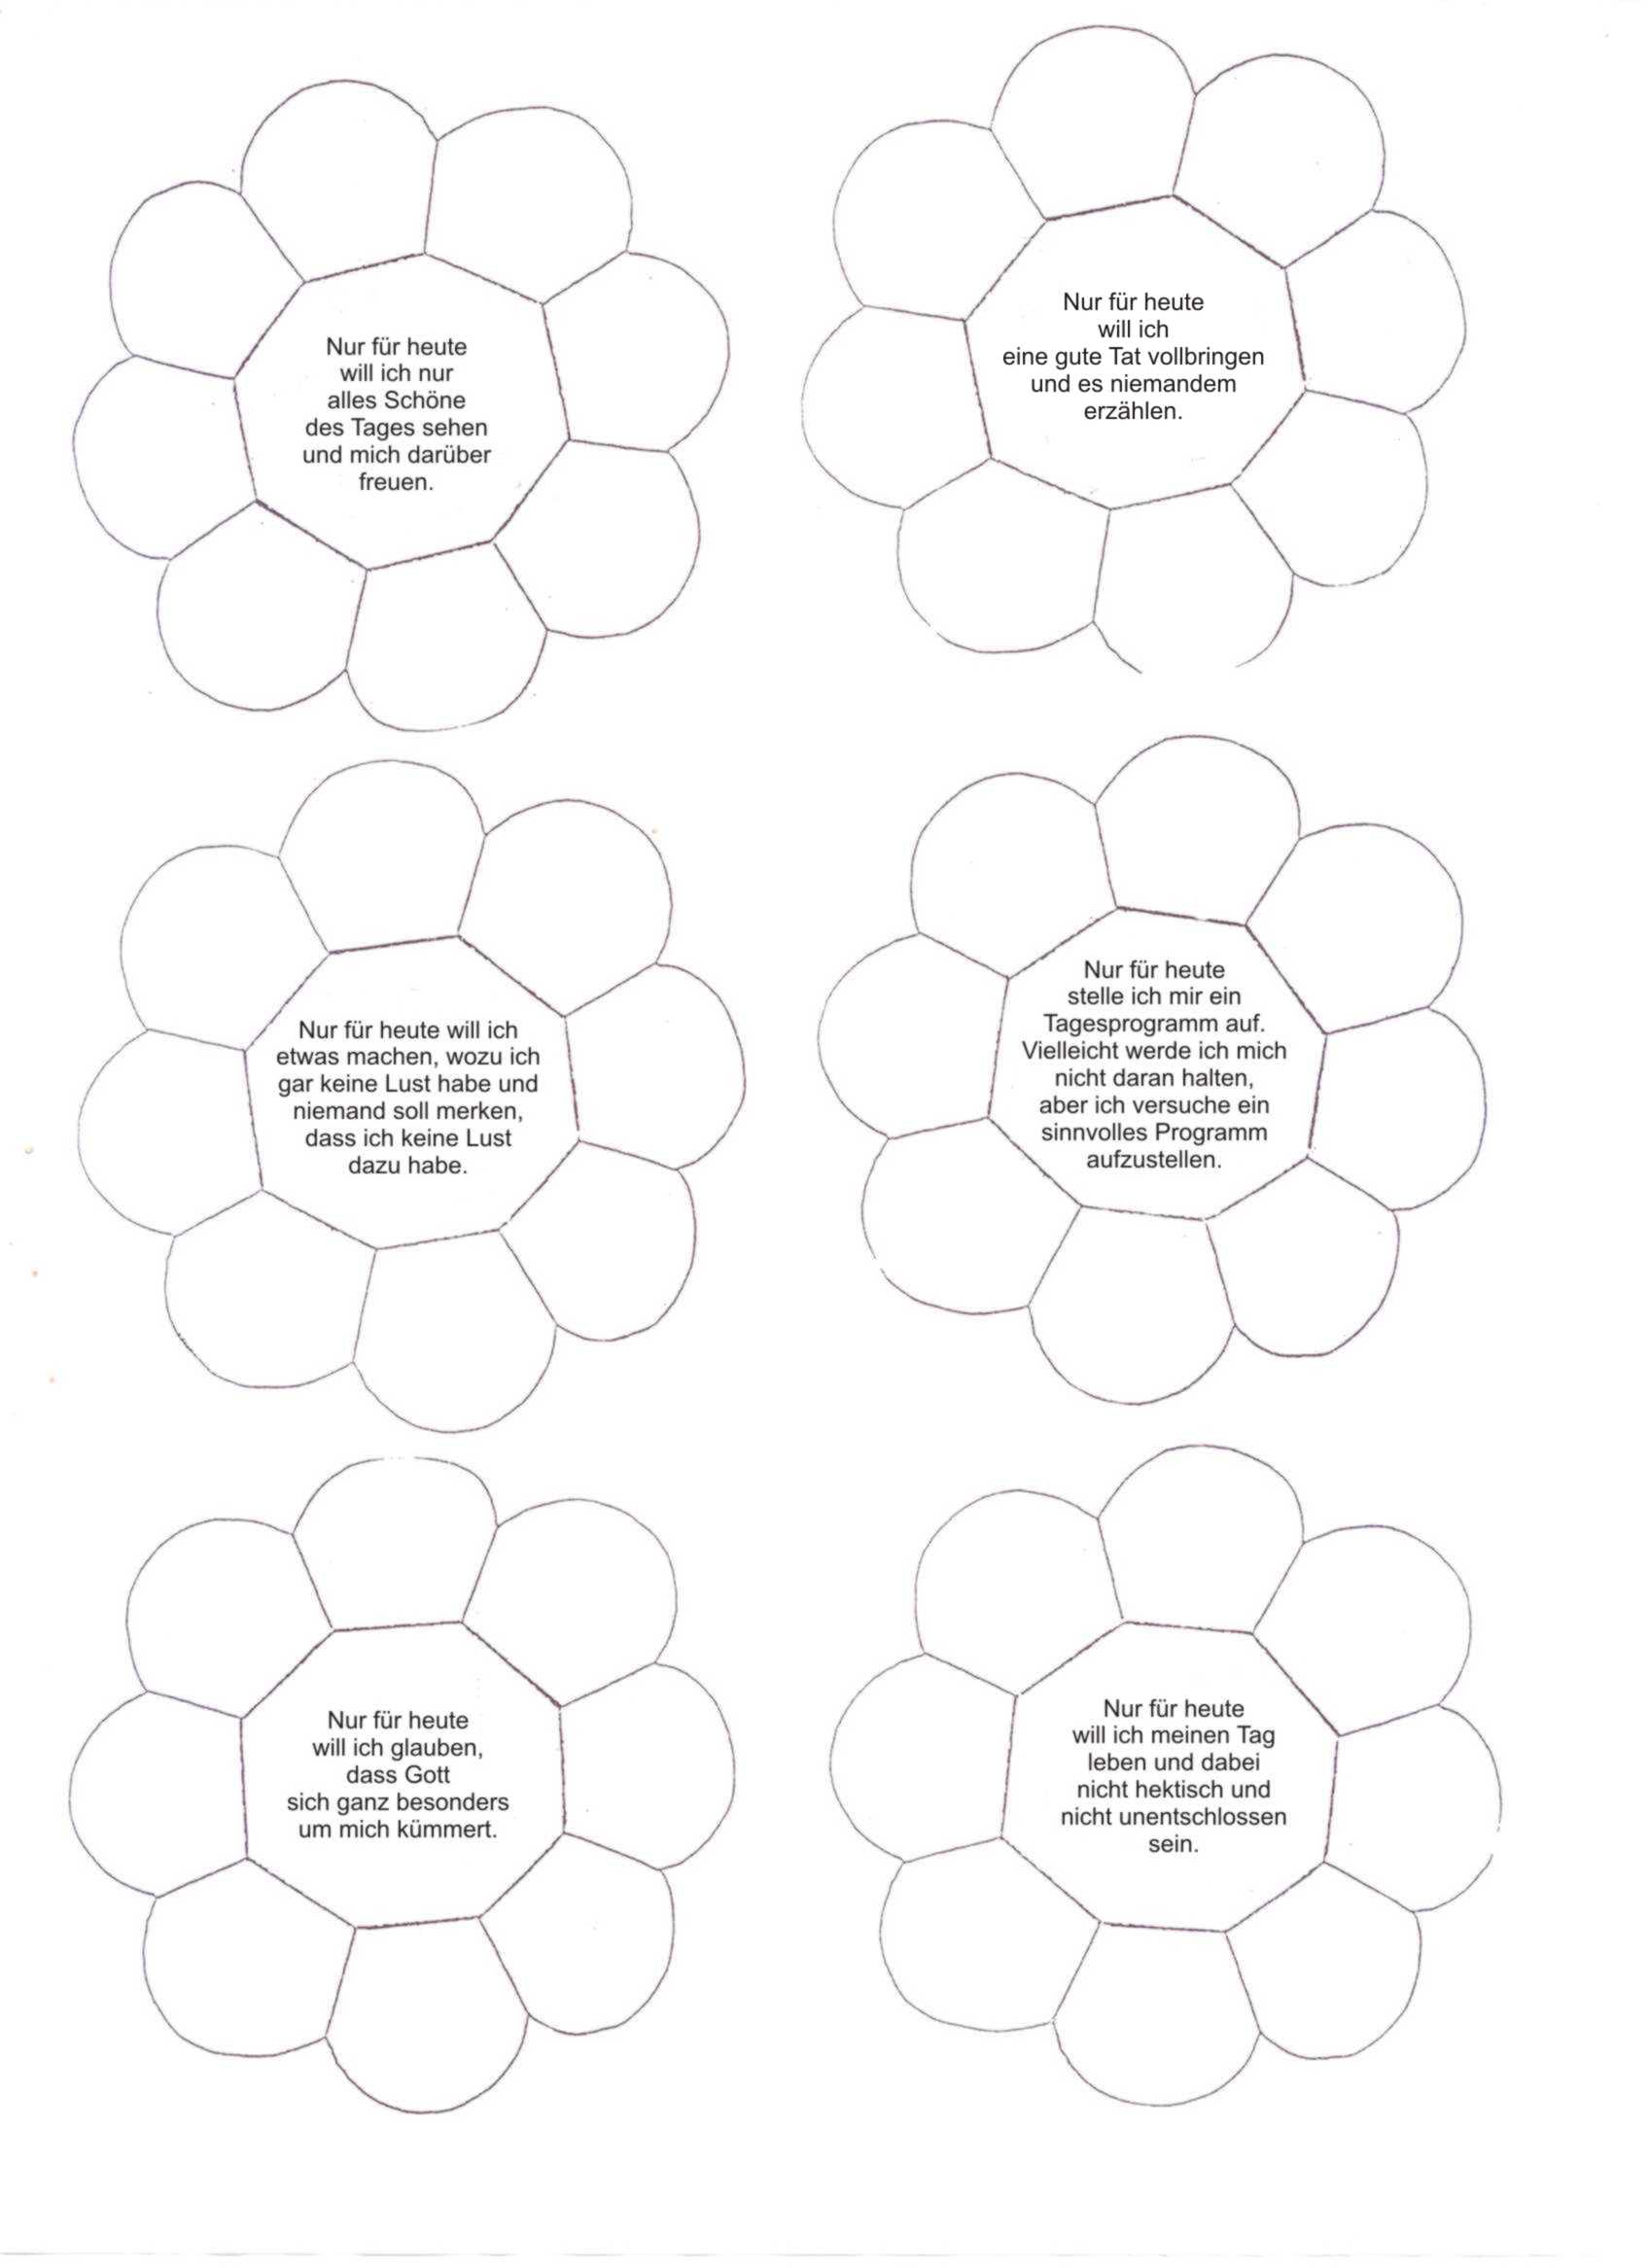 Nur für heute
will ich nur
alles Schöne
des Tages sehen
und mich darüber
freuen.
Nur für heute
will ich
eine gute Tat vollbringen
und es niemandem
erzählen.
Nur für heute will ich
etwas machen, wozu ich
gar keine Lust habe und
niemand soll merken,
dass ich keine Lust
dazu habe.
Nur für heute
stelle ich mir ein
Tagesprogramm auf.
Vielleicht werde ich mich
nicht daran halten,
aber ich versuche ein
sinnvolles Programm
aufzustellen.
Nur für heute
will ich glauben,
dass Gott
sich ganz besonders
um mich kümmert.
Nur für heute
will ich meinen Tag
leben und dabei
nicht hektisch und
nicht unentschlossen
sein.